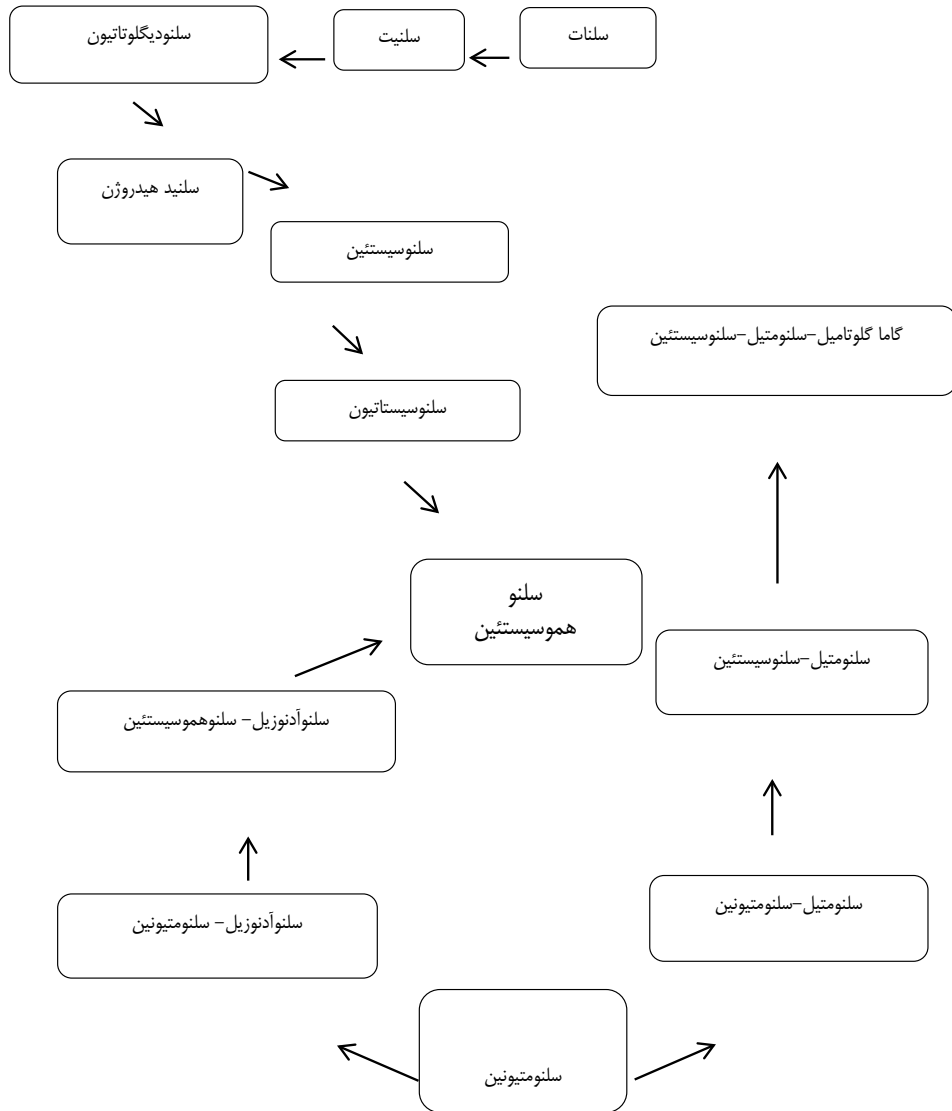 سلنات
سلنیت
سلنودیگلوتاتیون
سلنید هیدروژن
سلنوسیستئین
گاما گلوتامیل-سلنومتیل-سلنوسیستئین
سلنوسیستاتیون
سلنو
هموسیستئین
سلنومتیل-سلنوسیستئین
سلنوآدنوزیل- سلنوهموسیستئین
سلنومتیل-سلنومتیونین
سلنوآدنوزیل- سلنومتیونین
سلنومتیونین